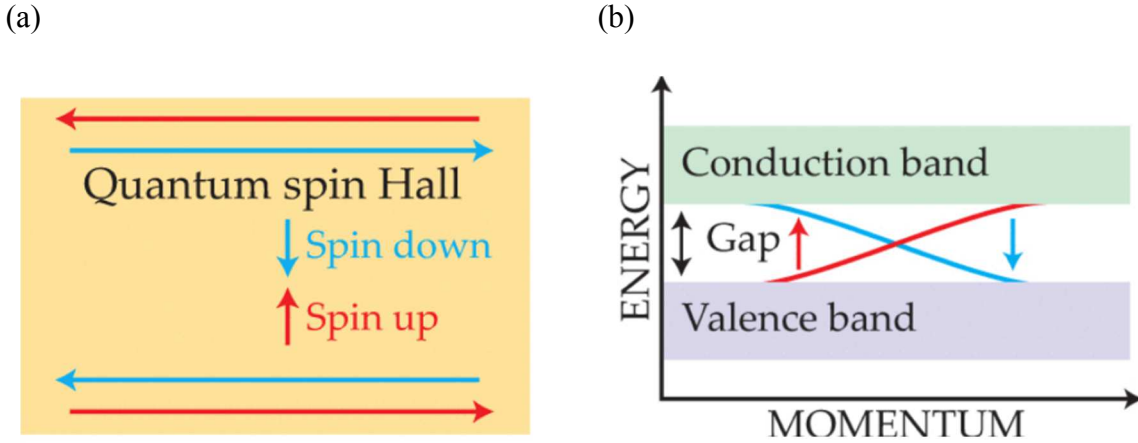 (a)
Quantum spin Hall
Spin down
Spin up
(b)
ENERGY
Conduction band
Gap
Valence band
MOMENTUM